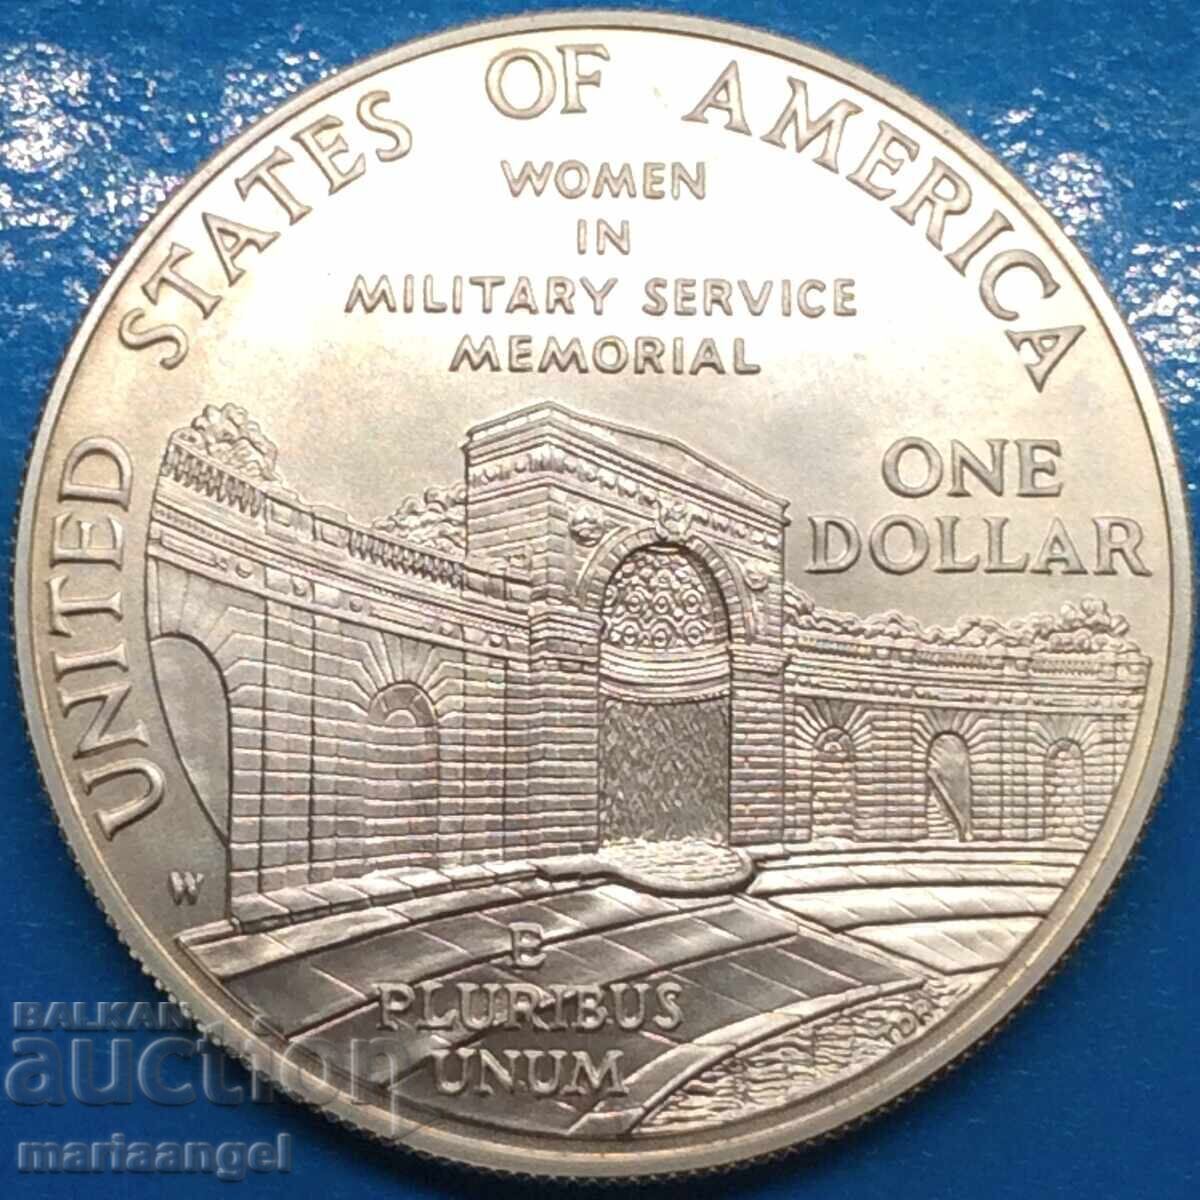 UNITED STATES OF AMERICA
WOMEN
IN
MILITARY SERVICE
MEMORIAL
ONE
DOLLAR
W
E
PLURIBUS
UNUM
BALKAN
auction
mariaangel